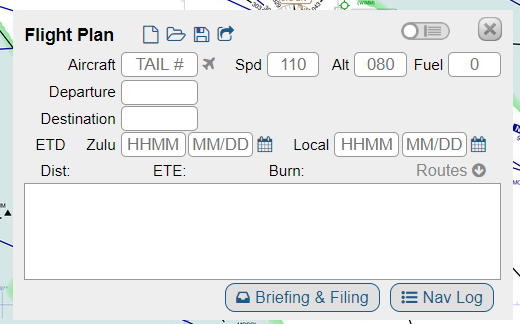 Flight Plan
Aircraft TAIL # Spd 110 Alt 080 Fuel 0
Departure
Destination
ETD Zulu HHMM MM/DD Local HHMM MM/DD
Dist: ETE: Burn: Routes
Briefing & Filing Nav Log